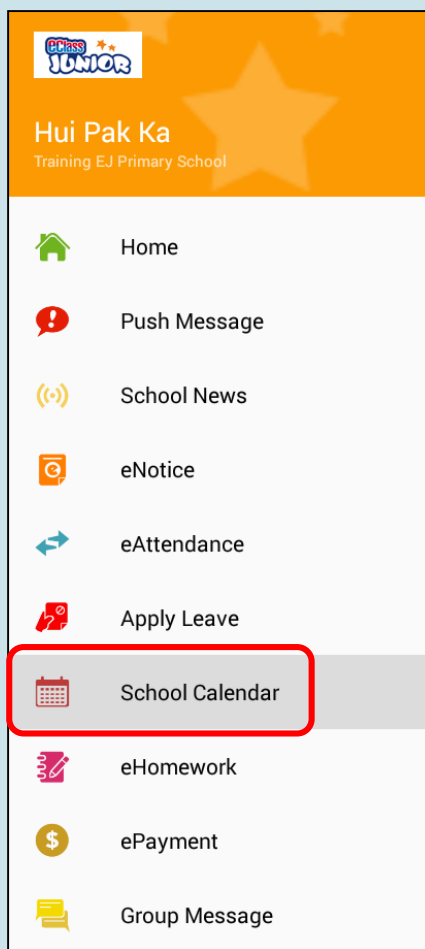 eClass
JUNIOR
Hui Pak Ka
Training EJ Primary School
Home
Push Message
School News
eNotice
eAttendance
Apply Leave
School Calendar
eHomework
$ ePayment
Group Message